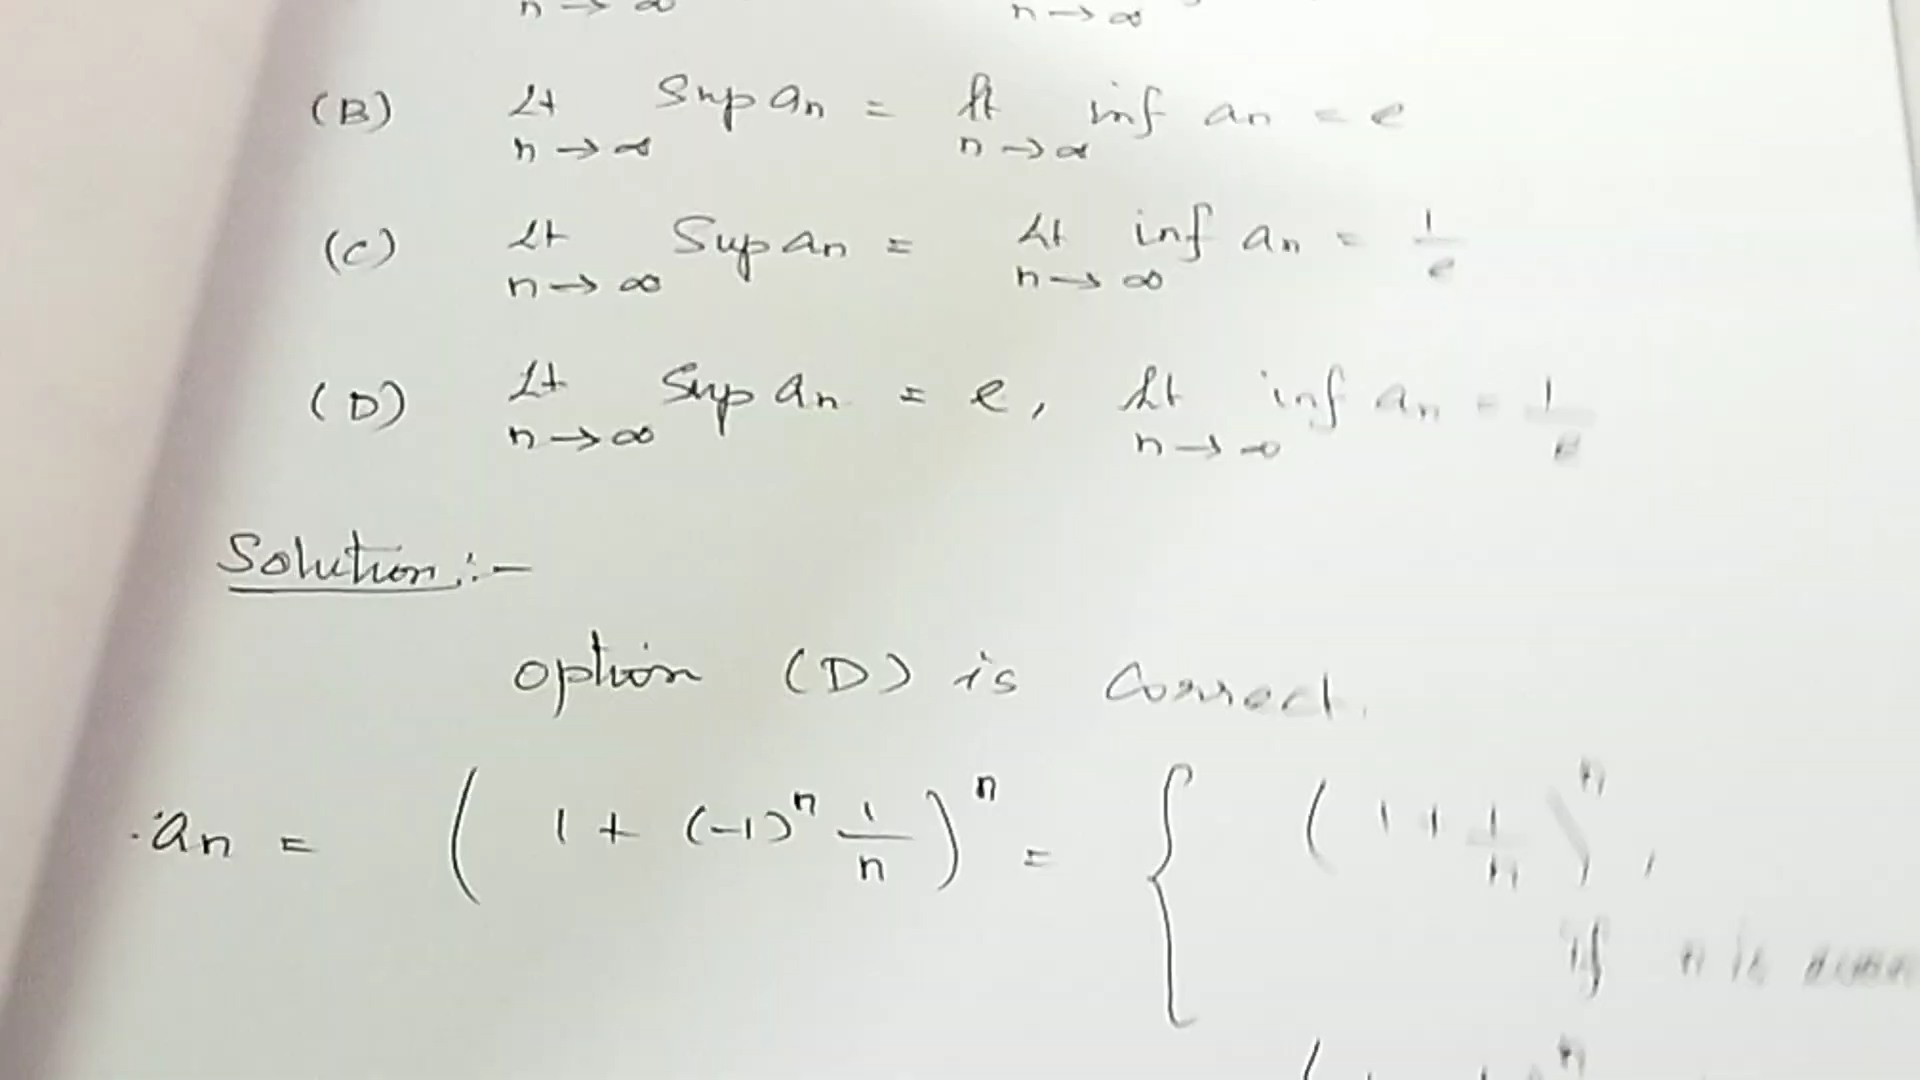 n → ∞ n → ∞
(B) Lt Sup an = Lt inf an = e
n → ∞ n → ∞
(C) Lt Sup an = Lt inf an = 1/e
n → ∞ n → ∞
(D) Lt Sup an = e, Lt inf an = 1/e
n → ∞ n → ∞
Solution :-
option (D) is correct.
an = ( 1 + (-1)^n 1/n )^n = { ( 1 + 1/n )^n ,
if n is even